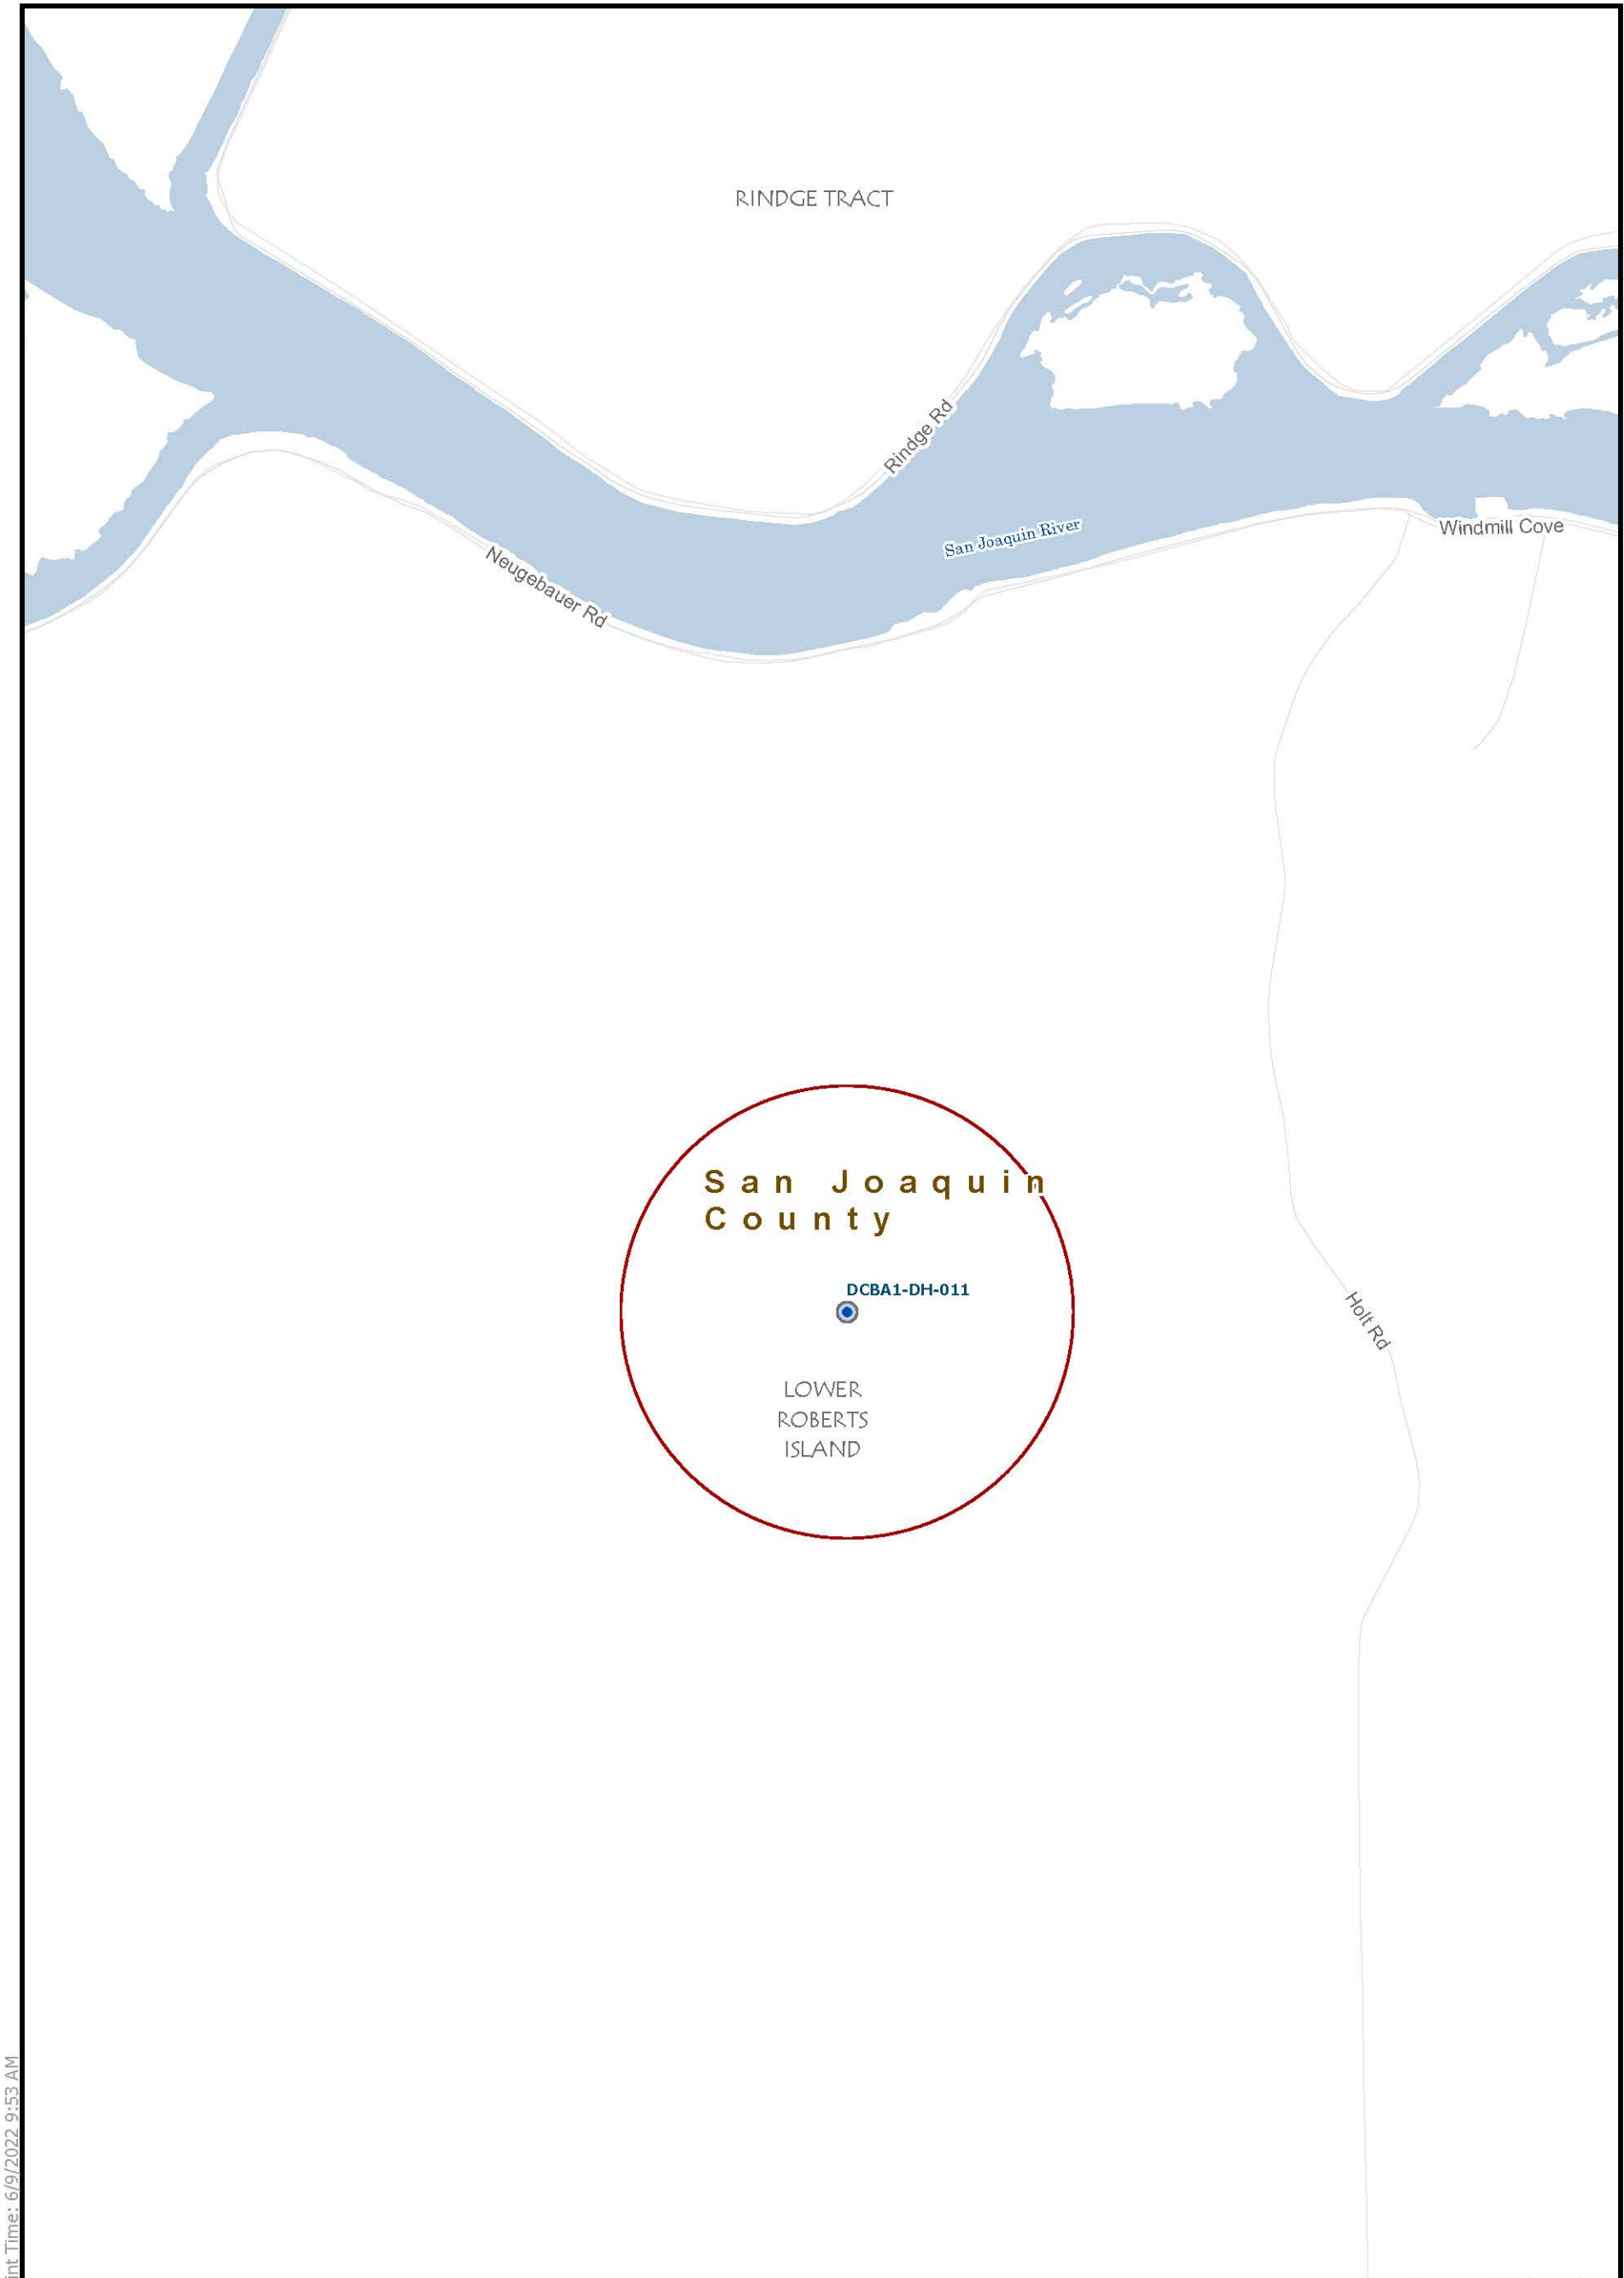 RINDGE TRACT
Rindge Rd
San Joaquin River
Windmill Cove
Neugebauer Rd
San Joaquin
County
DCBA1-DH-011
Holt Rd
LOWER
ROBERTS
ISLAND
int Time: 6/9/2022 9:53 AM